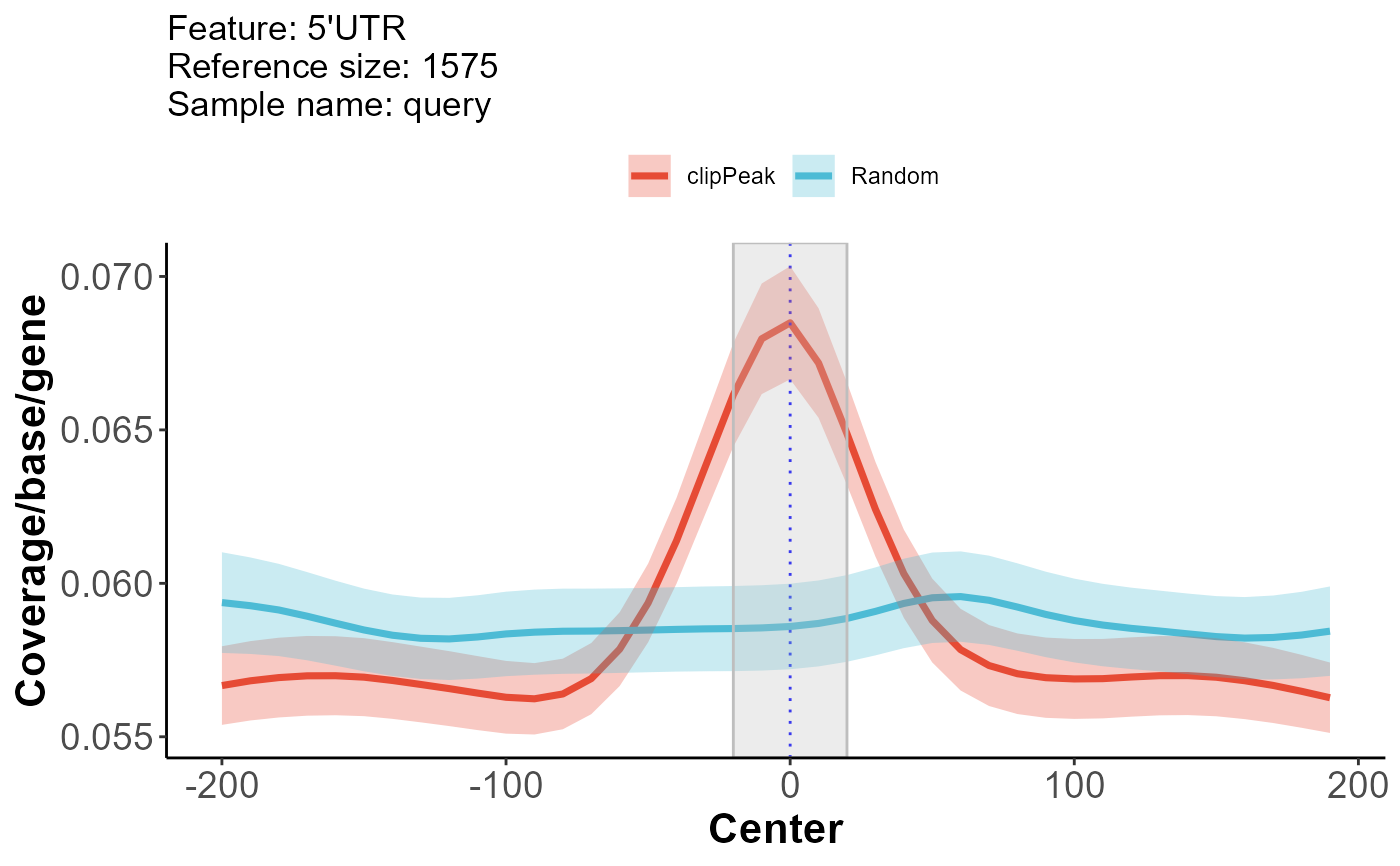 Feature: 5'UTR
Reference size: 1575
Sample name: query
clipPeak Random
Coverage/base/gene
0.070
0.065
0.060
0.055
-200 -100 0 100 200
Center